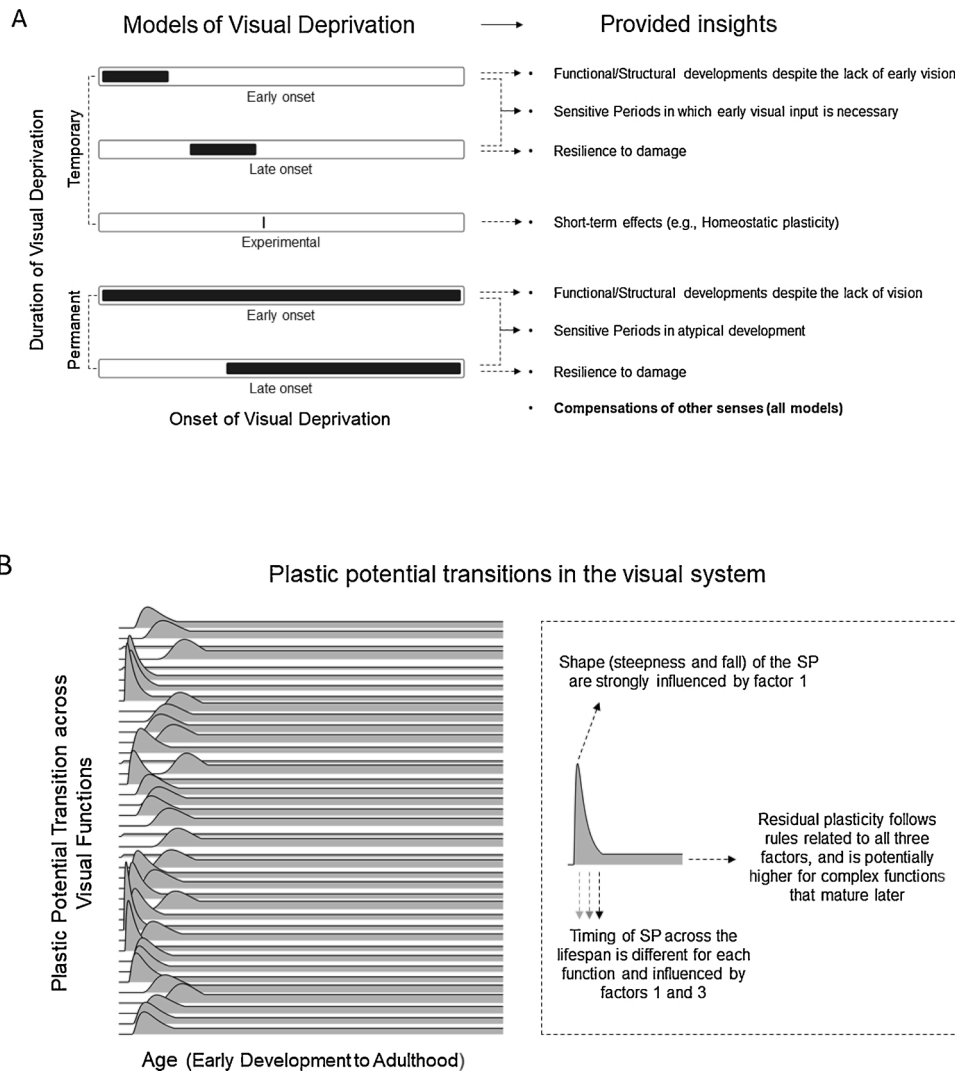 A
Models of Visual Deprivation
Provided insights
Duration of Visual Deprivation
Temporary
Early onset
Late onset
Experimental
Permanent
Early onset
Late onset
Onset of Visual Deprivation
• Functional/Structural developments despite the lack of early vision
• Sensitive Periods in which early visual input is necessary
• Resilience to damage
• Short-term effects (e.g., Homeostatic plasticity)
• Functional/Structural developments despite the lack of vision
• Sensitive Periods in atypical development
• Resilience to damage
• Compensations of other senses (all models)
B
Plastic potential transitions in the visual system
Plastic Potential Transition across
Visual Functions
Age (Early Development to Adulthood)
Shape (steepness and fall) of the SP
are strongly influenced by factor 1
Residual plasticity follows
rules related to all three
factors, and is potentially
higher for complex functions
that mature later
Timing of SP across the
lifespan is different for each
function and influenced by
factors 1 and 3